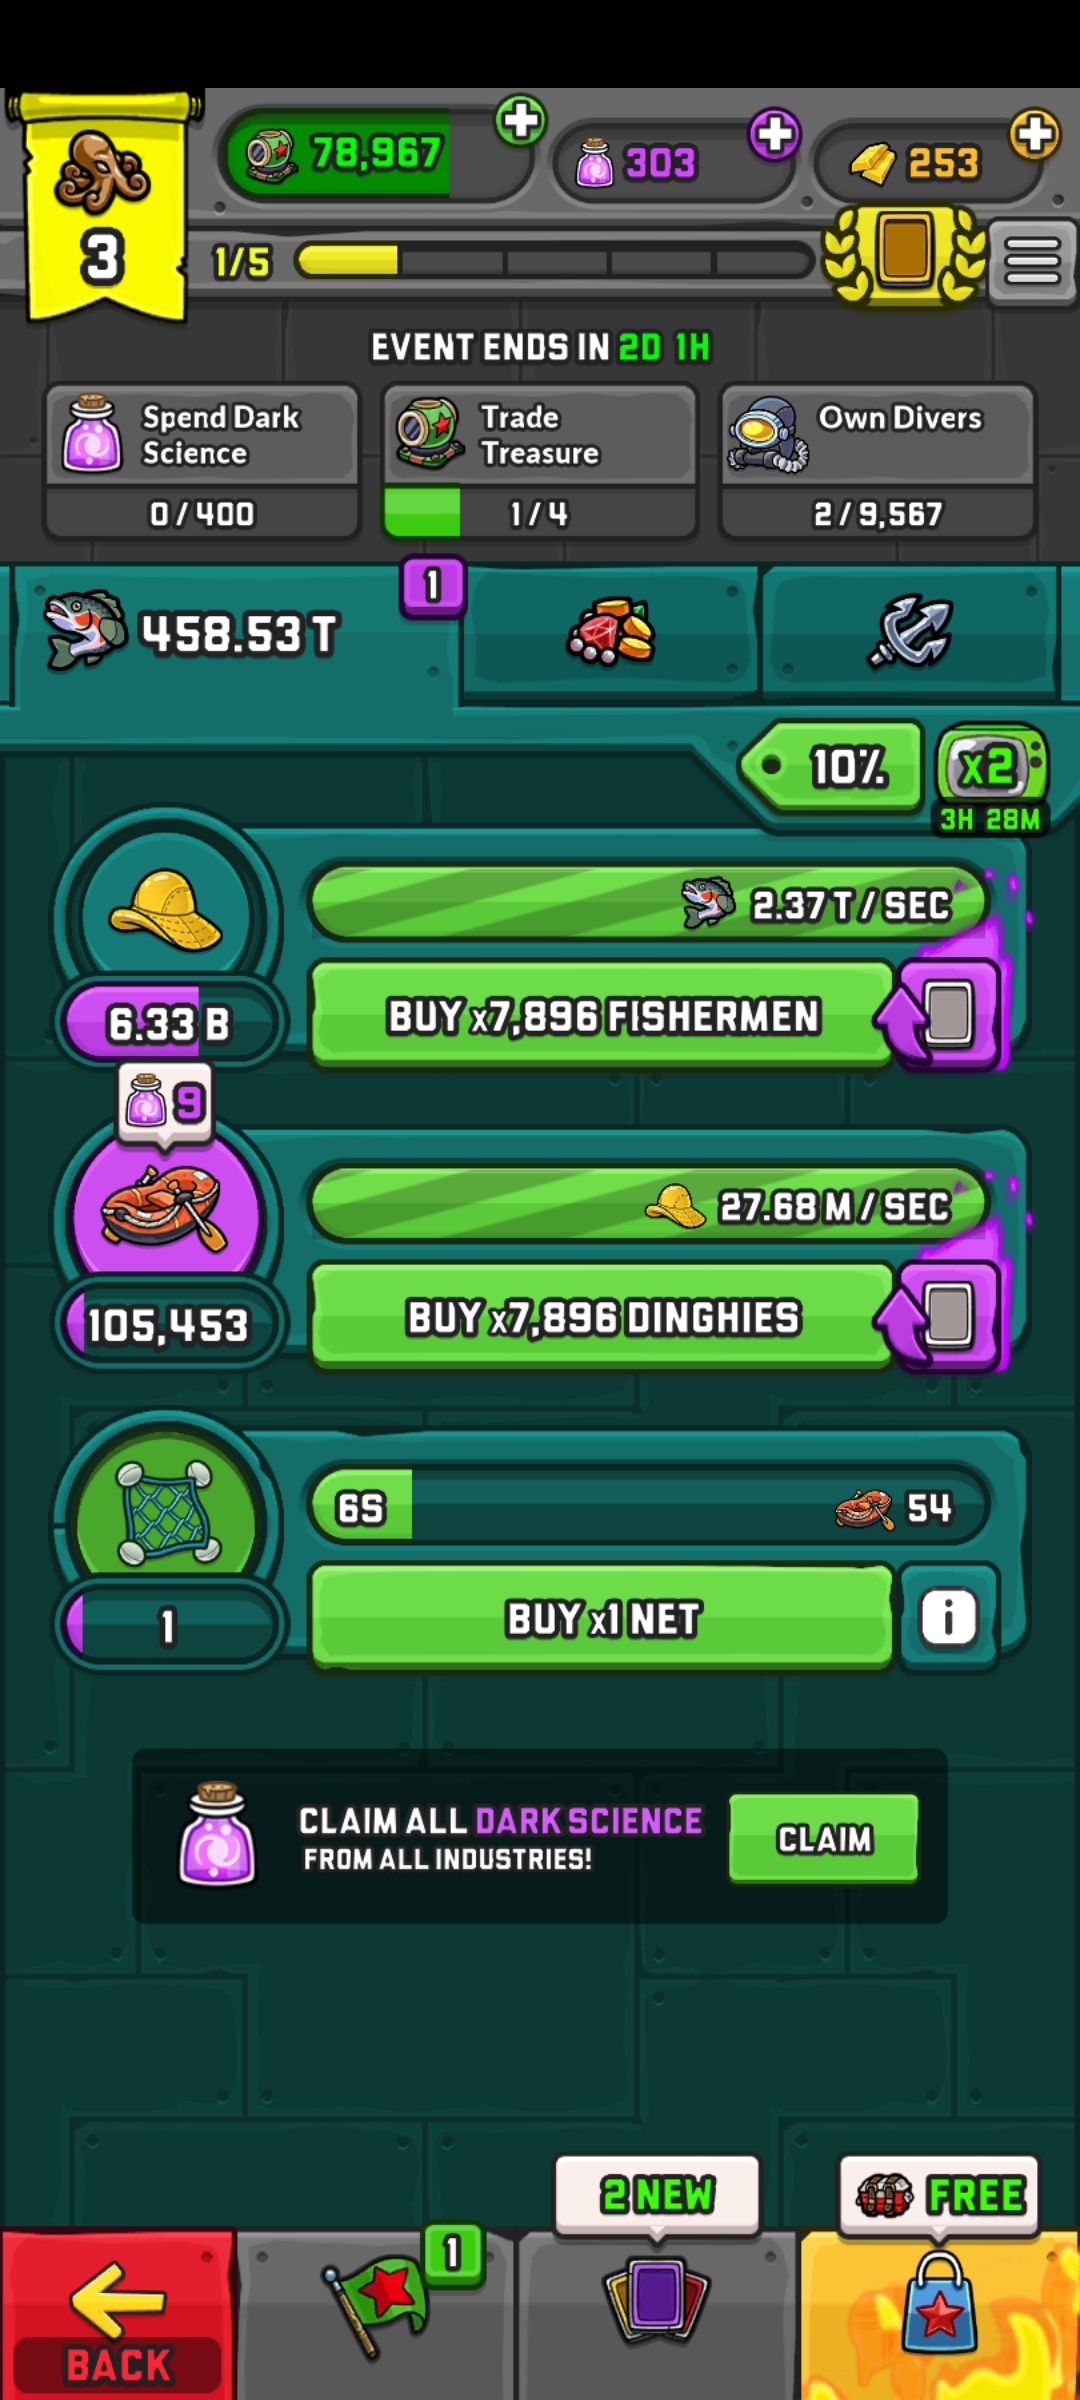 78,967
303
253
3
1/5
EVENT ENDS IN 2D 1H
Spend Dark
Science
0/400
Trade
Treasure
1/4
Own Divers
2/9,567
458.53 T
1
10%
x2
3H 28M
2.37 T / SEC
BUY x7,896 FISHERMEN
6.33 B
9
27.68 M / SEC
BUY x7,896 DINGHIES
105,453
6S
54
BUY x1 NET
i
1
CLAIM ALL DARK SCIENCE
FROM ALL INDUSTRIES!
CLAIM
2 NEW
FREE
1
BACK